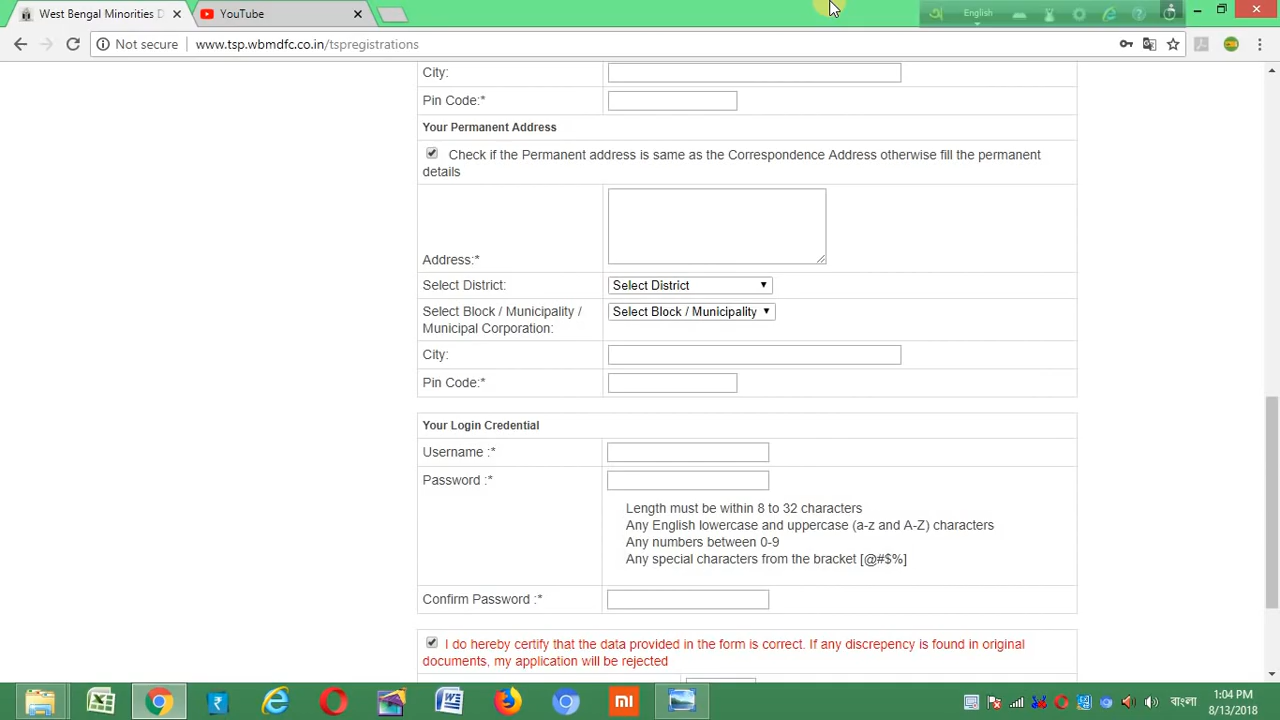 West Bengal Minorities D
YouTube
English
Not secure
www.tsp.wbmdfc.co.in/tspregistrations
City:
Pin Code:*
Your Permanent Address
Check if the Permanent address is same as the Correspondence Address otherwise fill the permanent
details
Address:*
Select District:
Select District
Select Block / Municipality /
Municipal Corporation:
Select Block / Municipality
City:
Pin Code:*
Your Login Credential
Username :*
Password :*
Length must be within 8 to 32 characters
Any English lowercase and uppercase (a-z and A-Z) characters
Any numbers between 0-9
Any special characters from the bracket [@#$%]
Confirm Password :*
I do hereby certify that the data provided in the form is correct. If any discrepency is found in original
documents, my application will be rejected
বাংলা
1:04 PM
8/13/2018